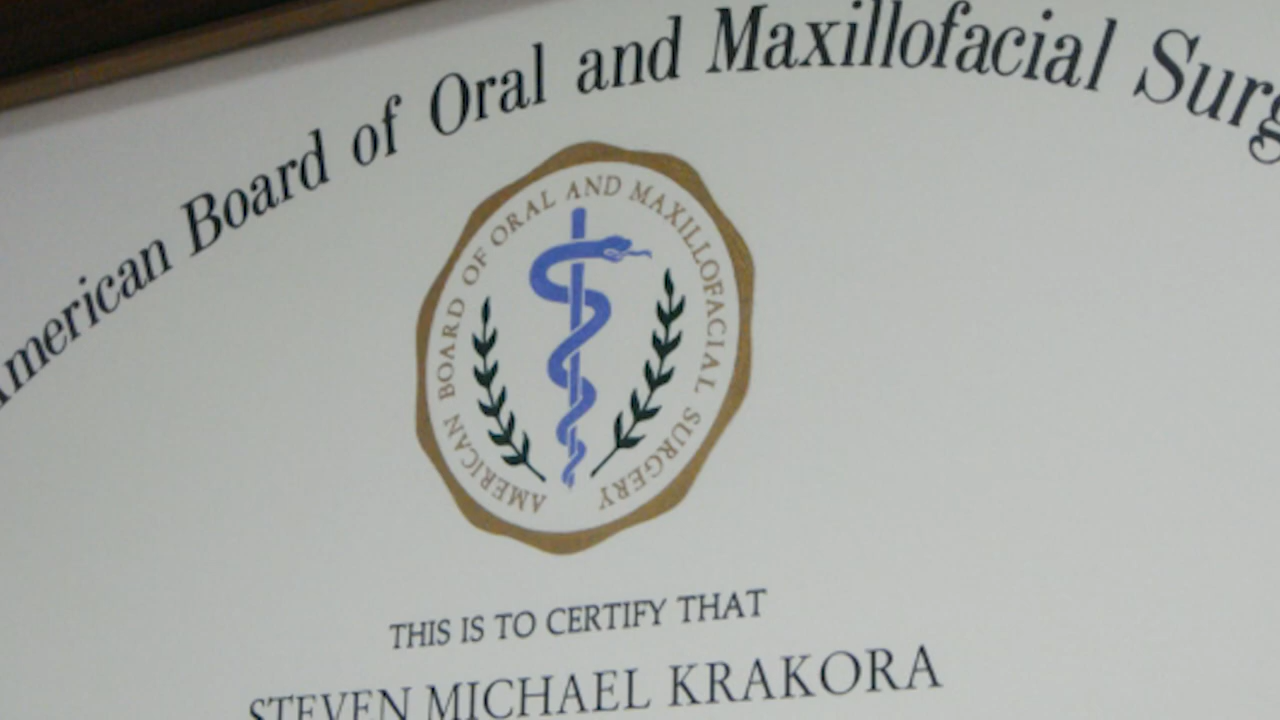 American Board of Oral and Maxillofacial Surg
AMERICAN BOARD OF ORAL AND MAXILLOFACIAL SURGERY
THIS IS TO CERTIFY THAT
STEVEN MICHAEL KRAKORA